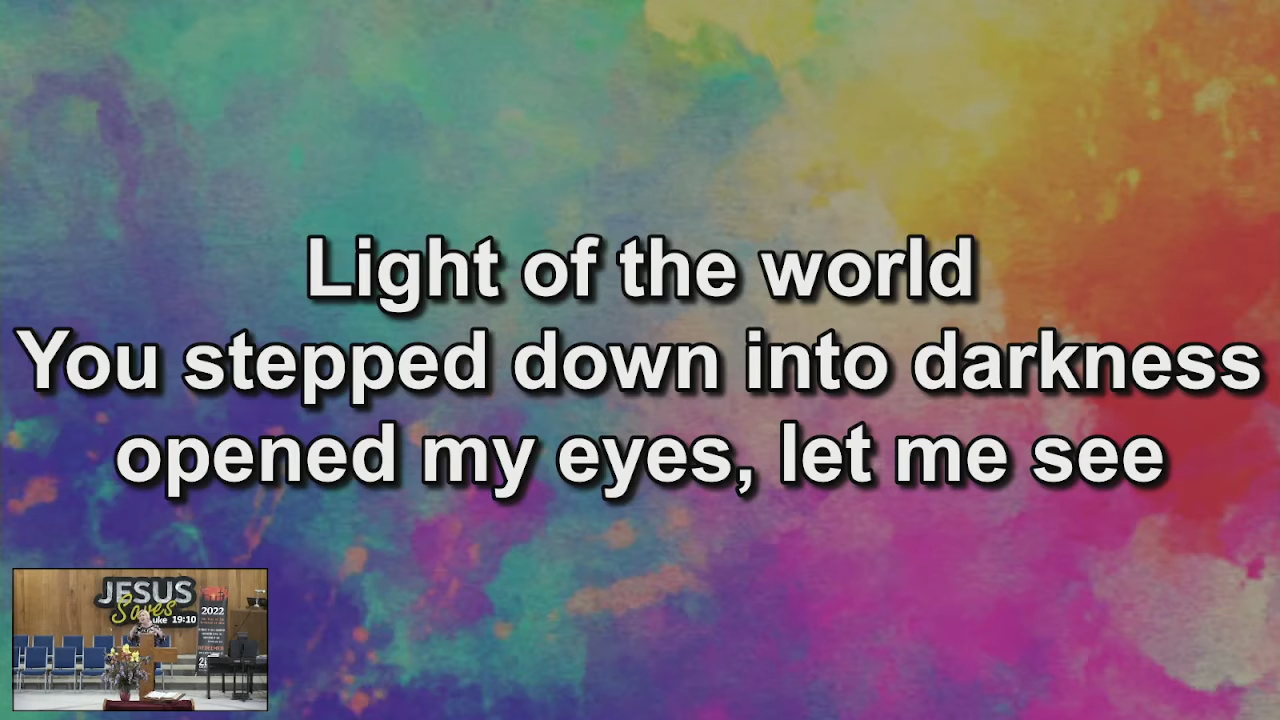 Light of the world
You stepped down into darkness
opened my eyes, let me see
JESUS
Saves
Luke 19:10
2022